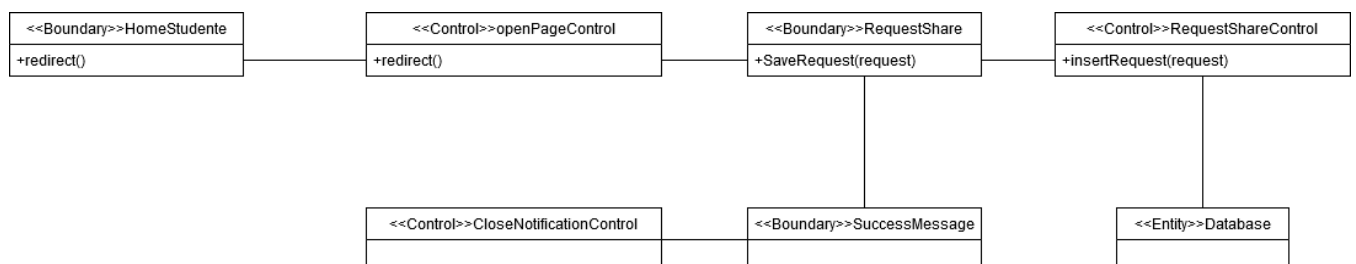 <<Boundary>>HomeStudente
+redirect()
<<Control>>openPageControl
+redirect()
<<Boundary>>RequestShare
+SaveRequest(request)
<<Control>>RequestShareControl
+insertRequest(request)
<<Control>>CloseNotificationControl
<<Boundary>>SuccessMessage
<<Entity>>Database